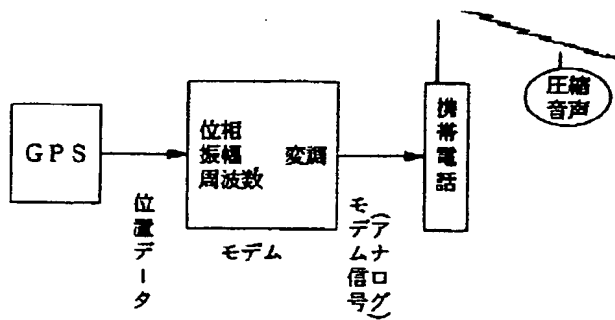 GPS
位置データ
位相
振幅
周波数
変調
モデム
モデム信号
(アナログ)
携帯電話
圧縮
音声